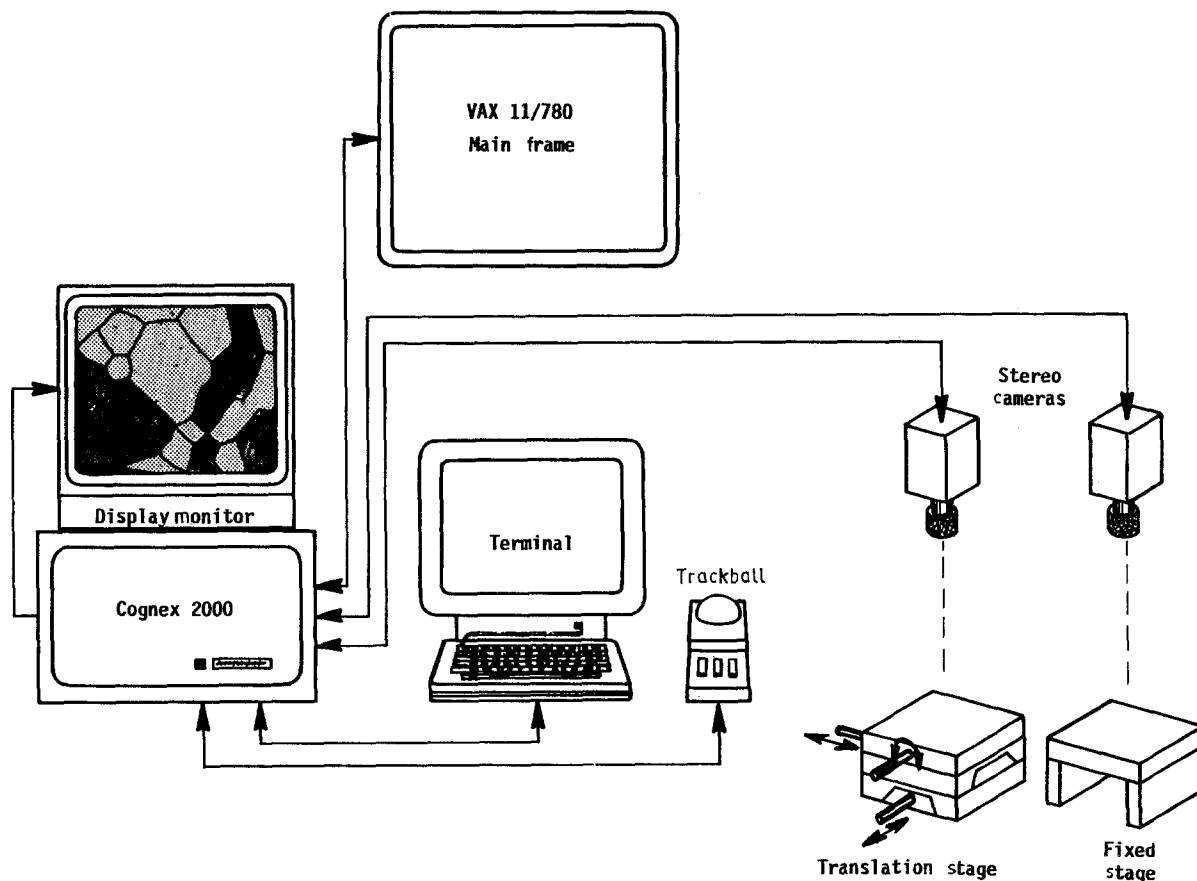 VAX 11/780
Main frame
Stereo
cameras
Display monitor
Terminal
Trackball
Cognex 2000
Translation stage
Fixed
stage